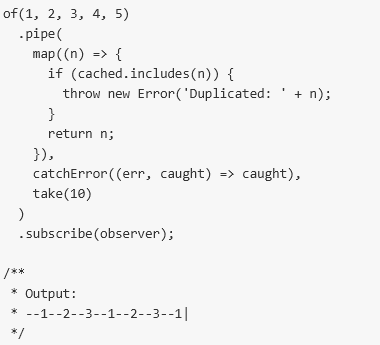 of(1, 2, 3, 4, 5)
  .pipe(
    map((n) => {
      if (cached.includes(n)) {
        throw new Error('Duplicated: ' + n);
      }
      return n;
    }),
    catchError((err, caught) => caught),
    take(10)
  )
  .subscribe(observer);

/**
 * Output:
 * --1--2--3--1--2--3--1|
 */